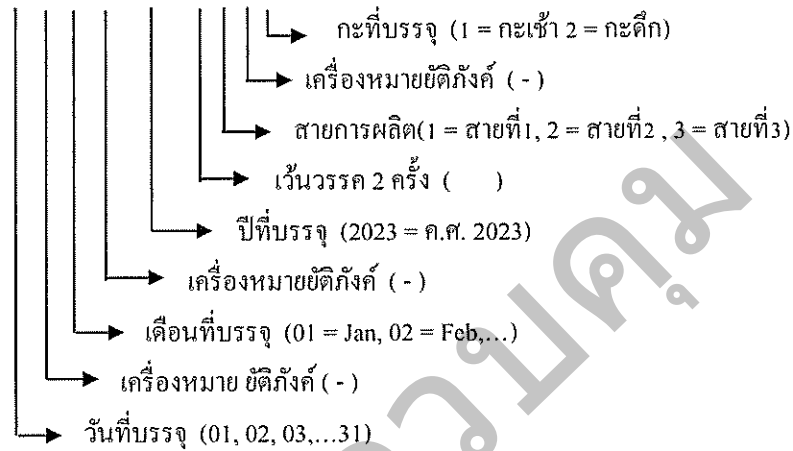 กะที่บรรจุ (1 = กะเช้า 2 = กะดึก)
เครื่องหมายยัติภังค์ ( - )
สายการผลิต(1 = สายที่1, 2 = สายที่2 , 3 = สายที่3)
เว้นวรรค 2 ครั้ง ( )
ปีที่บรรจุ (2023 = ค.ศ. 2023)
เครื่องหมายยัติภังค์ ( - )
เดือนที่บรรจุ (01 = Jan, 02 = Feb,…)
เครื่องหมาย ยัติภังค์ ( - )
วันที่บรรจุ (01, 02, 03,…31)
วบคุม